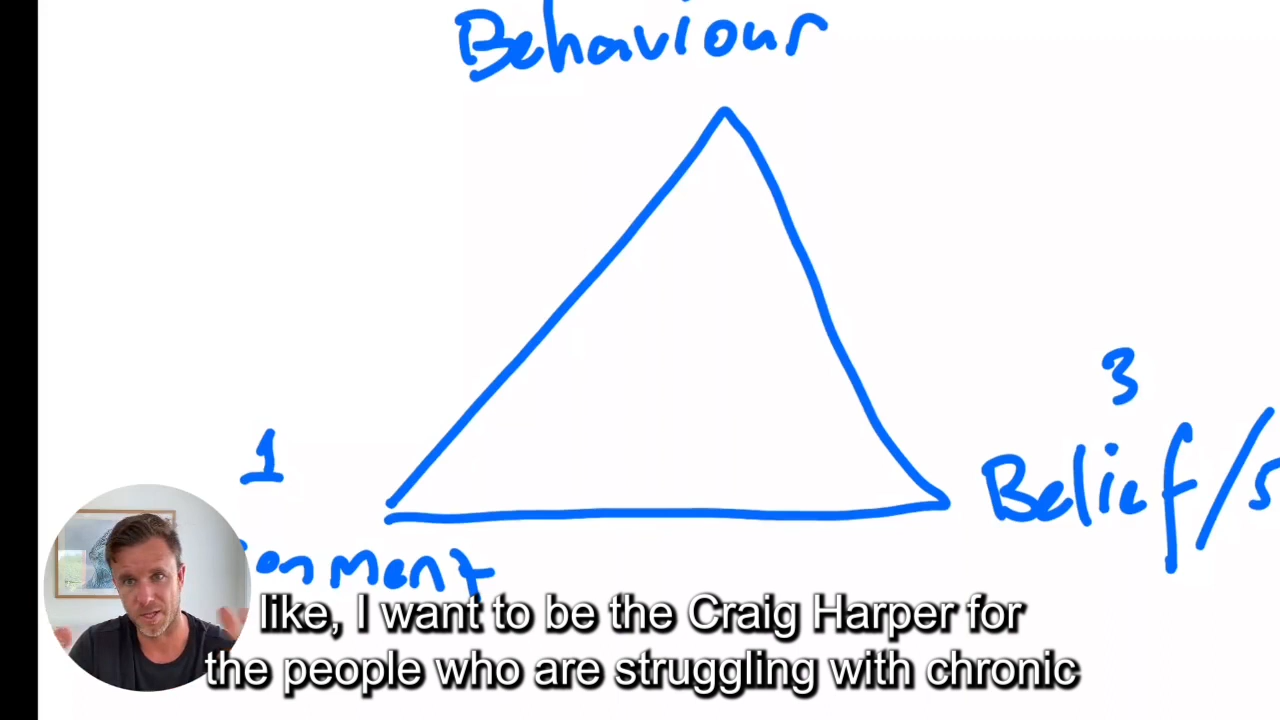 Behaviour
3
1
Belief/s
onment
like, I want to be the Craig Harper for
the people who are struggling with chronic